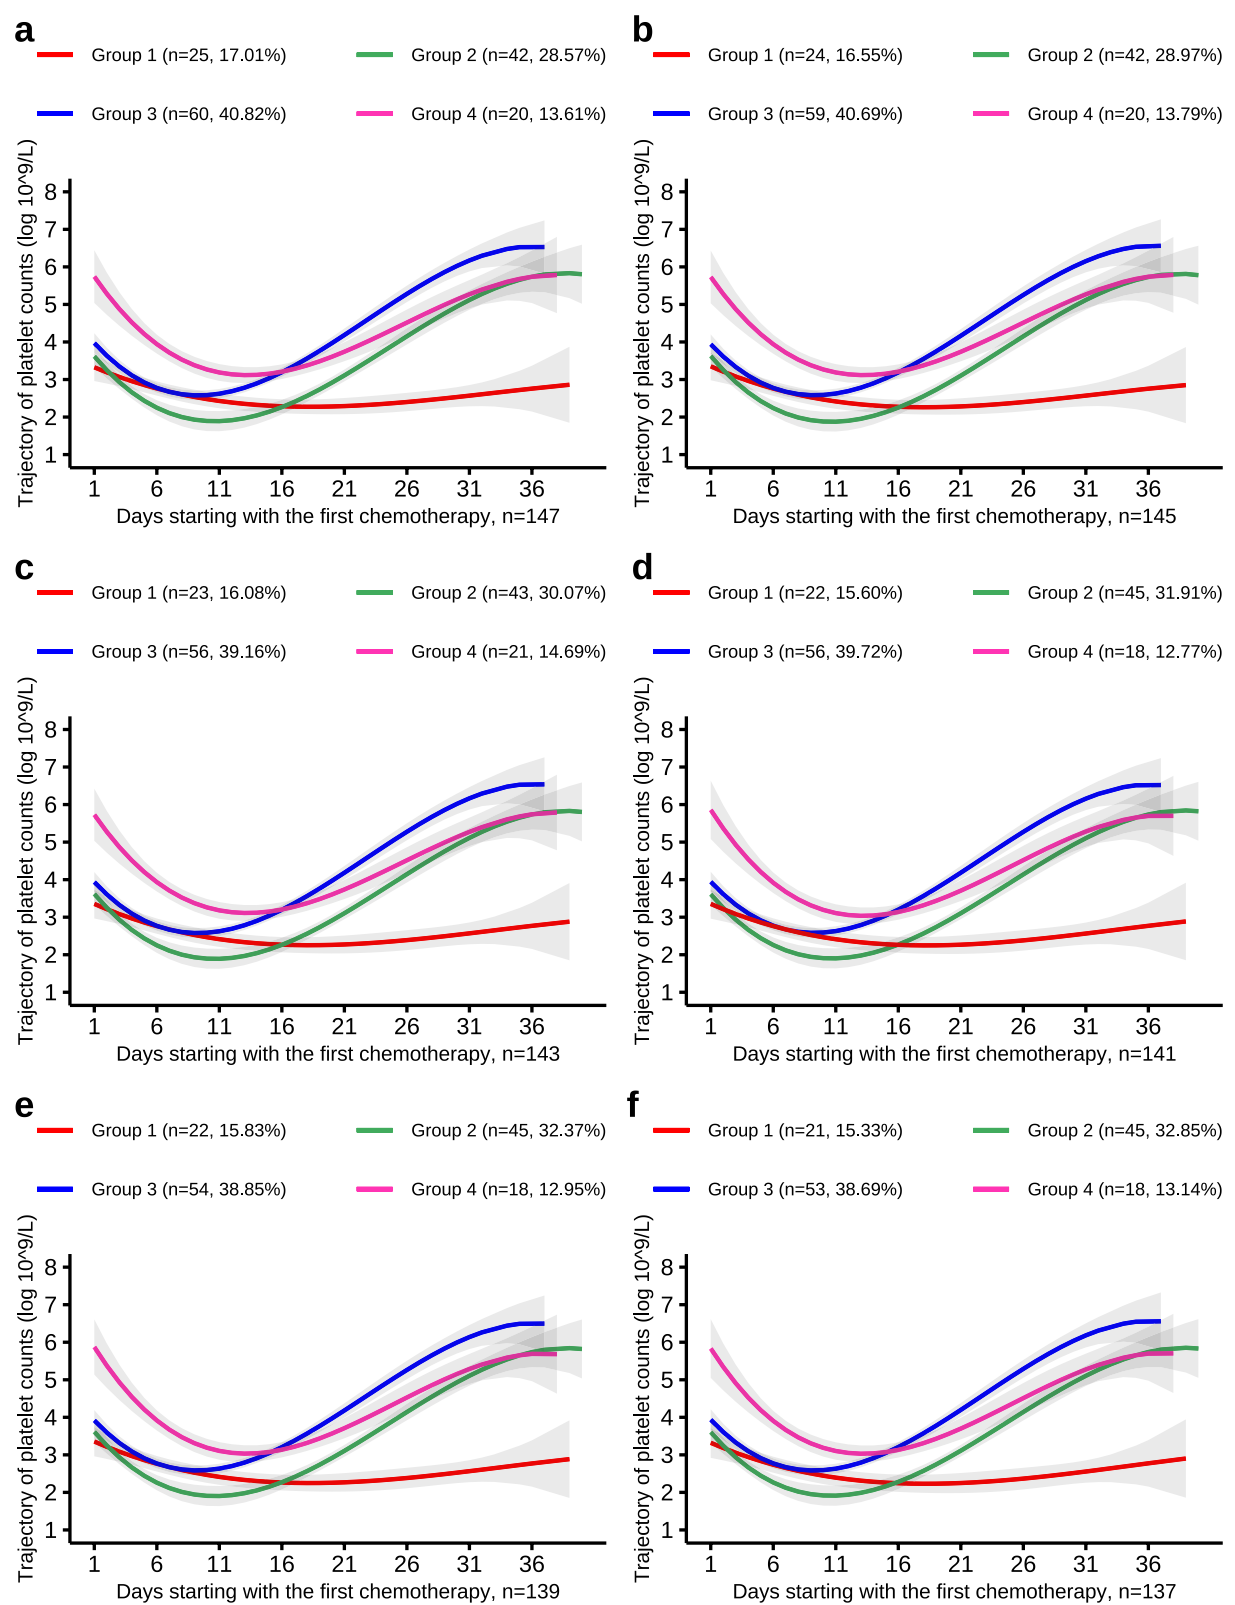 a
Group 1 (n=25, 17.01%)
Group 2 (n=42, 28.57%)
Group 3 (n=60, 40.82%)
Group 4 (n=20, 13.61%)
Trajectory of platelet counts (log 10^9/L)
8
7
6
5
4
3
2
1
1 6 11 16 21 26 31 36
Days starting with the first chemotherapy, n=147
b
Group 1 (n=24, 16.55%)
Group 2 (n=42, 28.97%)
Group 3 (n=59, 40.69%)
Group 4 (n=20, 13.79%)
Trajectory of platelet counts (log 10^9/L)
8
7
6
5
4
3
2
1
1 6 11 16 21 26 31 36
Days starting with the first chemotherapy, n=145
c
Group 1 (n=23, 16.08%)
Group 2 (n=43, 30.07%)
Group 3 (n=56, 39.16%)
Group 4 (n=21, 14.69%)
Trajectory of platelet counts (log 10^9/L)
8
7
6
5
4
3
2
1
1 6 11 16 21 26 31 36
Days starting with the first chemotherapy, n=143
d
Group 1 (n=22, 15.60%)
Group 2 (n=45, 31.91%)
Group 3 (n=56, 39.72%)
Group 4 (n=18, 12.77%)
Trajectory of platelet counts (log 10^9/L)
8
7
6
5
4
3
2
1
1 6 11 16 21 26 31 36
Days starting with the first chemotherapy, n=141
e
Group 1 (n=22, 15.83%)
Group 2 (n=45, 32.37%)
Group 3 (n=54, 38.85%)
Group 4 (n=18, 12.95%)
Trajectory of platelet counts (log 10^9/L)
8
7
6
5
4
3
2
1
1 6 11 16 21 26 31 36
Days starting with the first chemotherapy, n=139
f
Group 1 (n=21, 15.33%)
Group 2 (n=45, 32.85%)
Group 3 (n=53, 38.69%)
Group 4 (n=18, 13.14%)
Trajectory of platelet counts (log 10^9/L)
8
7
6
5
4
3
2
1
1 6 11 16 21 26 31 36
Days starting with the first chemotherapy, n=137